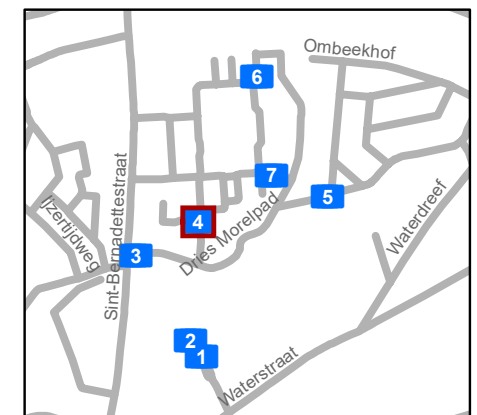 Ombeekhof
6
7
5
Ijzertijdweg
Sint-Bernadettestraat
4
Dries Morelpad
Waterdreef
3
2
1
Waterstraat